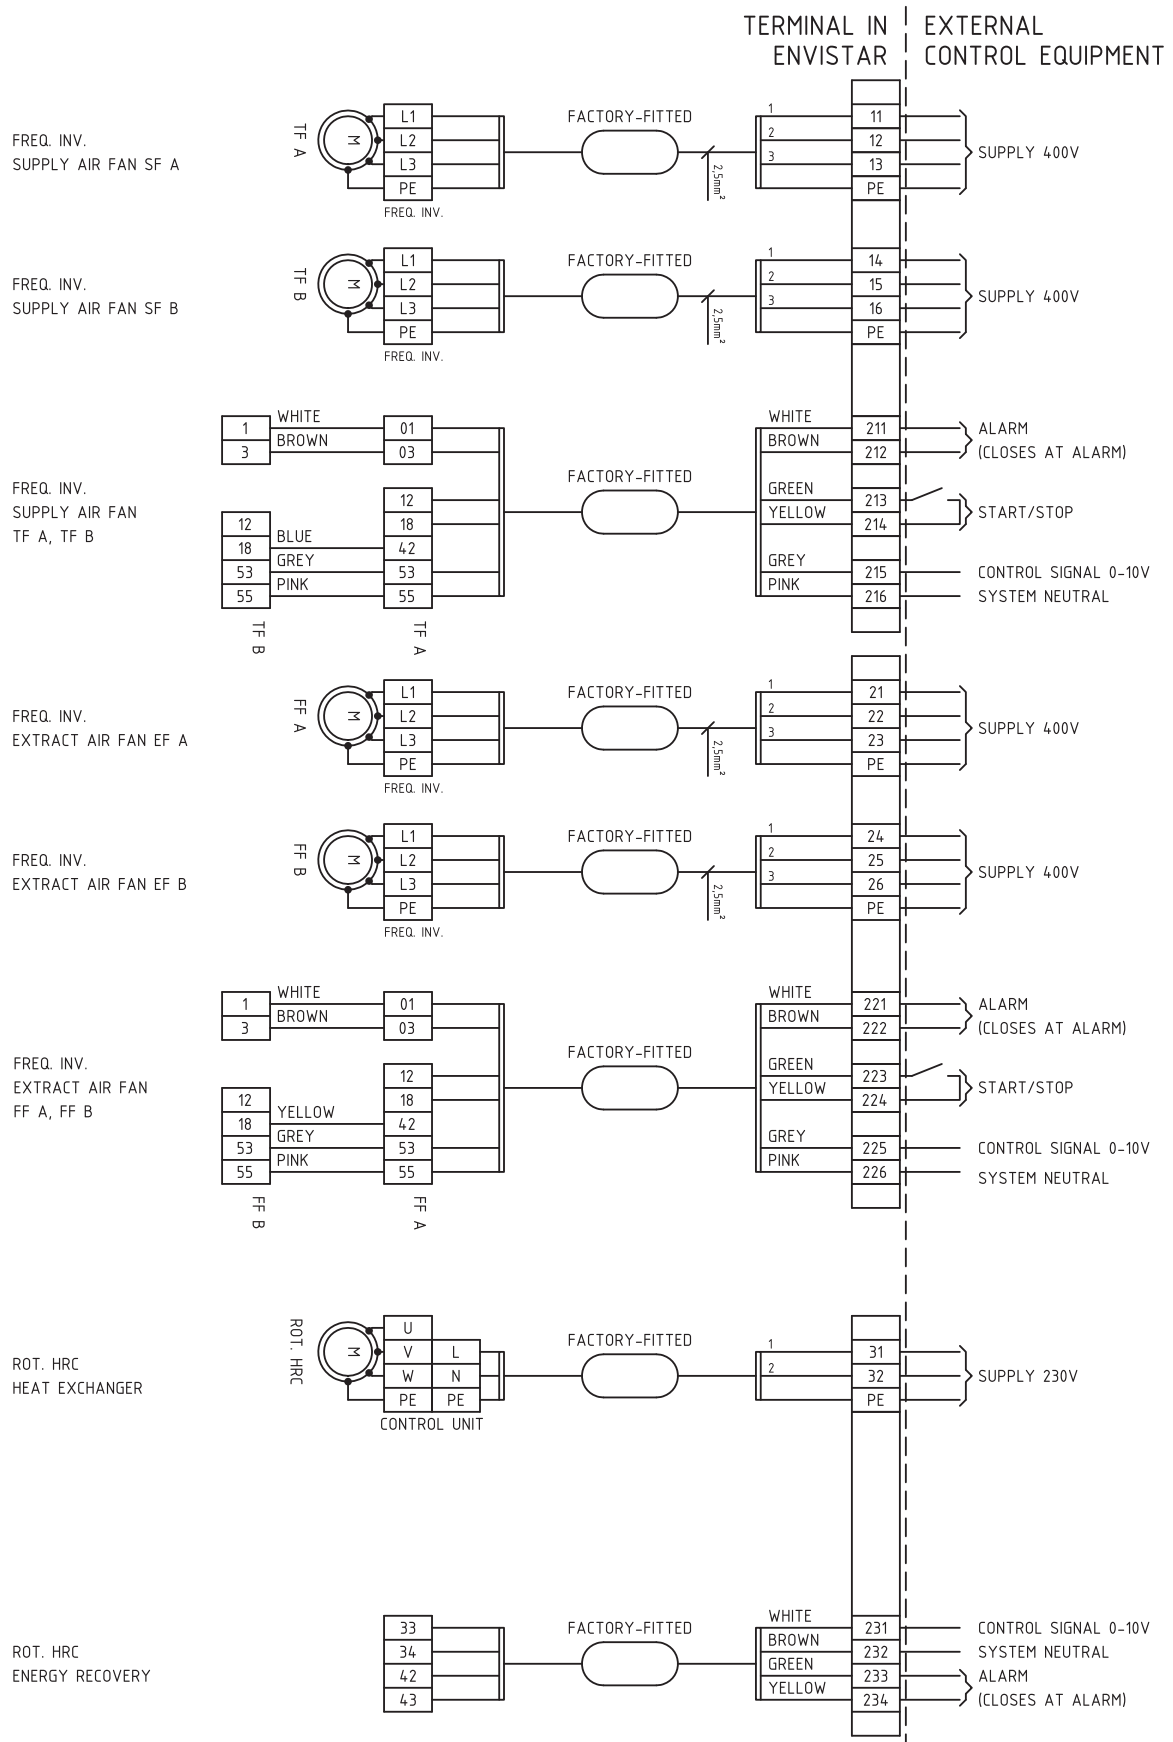 TERMINAL IN
ENVISTAR
EXTERNAL
CONTROL EQUIPMENT
FREQ. INV.
SUPPLY AIR FAN SF A
TF A
M
L1
L2
L3
PE
FREQ. INV.
FACTORY-FITTED
2,5mm²
1
2
3
11
12
13
PE
SUPPLY 400V
FREQ. INV.
SUPPLY AIR FAN SF B
TF B
M
L1
L2
L3
PE
FREQ. INV.
FACTORY-FITTED
2,5mm²
1
2
3
14
15
16
PE
SUPPLY 400V
FREQ. INV.
SUPPLY AIR FAN
TF A, TF B
1
3
WHITE
BROWN
01
03
12
18
53
55
BLUE
GREY
PINK
12
18
42
53
55
TF B
TF A
FACTORY-FITTED
WHITE
BROWN
GREEN
YELLOW
GREY
PINK
211
212
213
214
215
216
ALARM
(CLOSES AT ALARM)
START/STOP
CONTROL SIGNAL 0-10V
SYSTEM NEUTRAL
FREQ. INV.
EXTRACT AIR FAN EF A
FF A
M
L1
L2
L3
PE
FREQ. INV.
FACTORY-FITTED
2,5mm²
1
2
3
21
22
23
PE
SUPPLY 400V
FREQ. INV.
EXTRACT AIR FAN EF B
FF B
M
L1
L2
L3
PE
FREQ. INV.
FACTORY-FITTED
2,5mm²
1
2
3
24
25
26
PE
SUPPLY 400V
FREQ. INV.
EXTRACT AIR FAN
FF A, FF B
1
3
WHITE
BROWN
01
03
12
18
53
55
YELLOW
GREY
PINK
12
18
42
53
55
FF B
FF A
FACTORY-FITTED
WHITE
BROWN
GREEN
YELLOW
GREY
PINK
221
222
223
224
225
226
ALARM
(CLOSES AT ALARM)
START/STOP
CONTROL SIGNAL 0-10V
SYSTEM NEUTRAL
ROT. HRC
HEAT EXCHANGER
ROT. HRC
M
U
V L
W N
PE PE
CONTROL UNIT
FACTORY-FITTED
1
2
31
32
PE
SUPPLY 230V
ROT. HRC
ENERGY RECOVERY
33
34
42
43
FACTORY-FITTED
WHITE
BROWN
GREEN
YELLOW
231
232
233
234
CONTROL SIGNAL 0-10V
SYSTEM NEUTRAL
ALARM
(CLOSES AT ALARM)